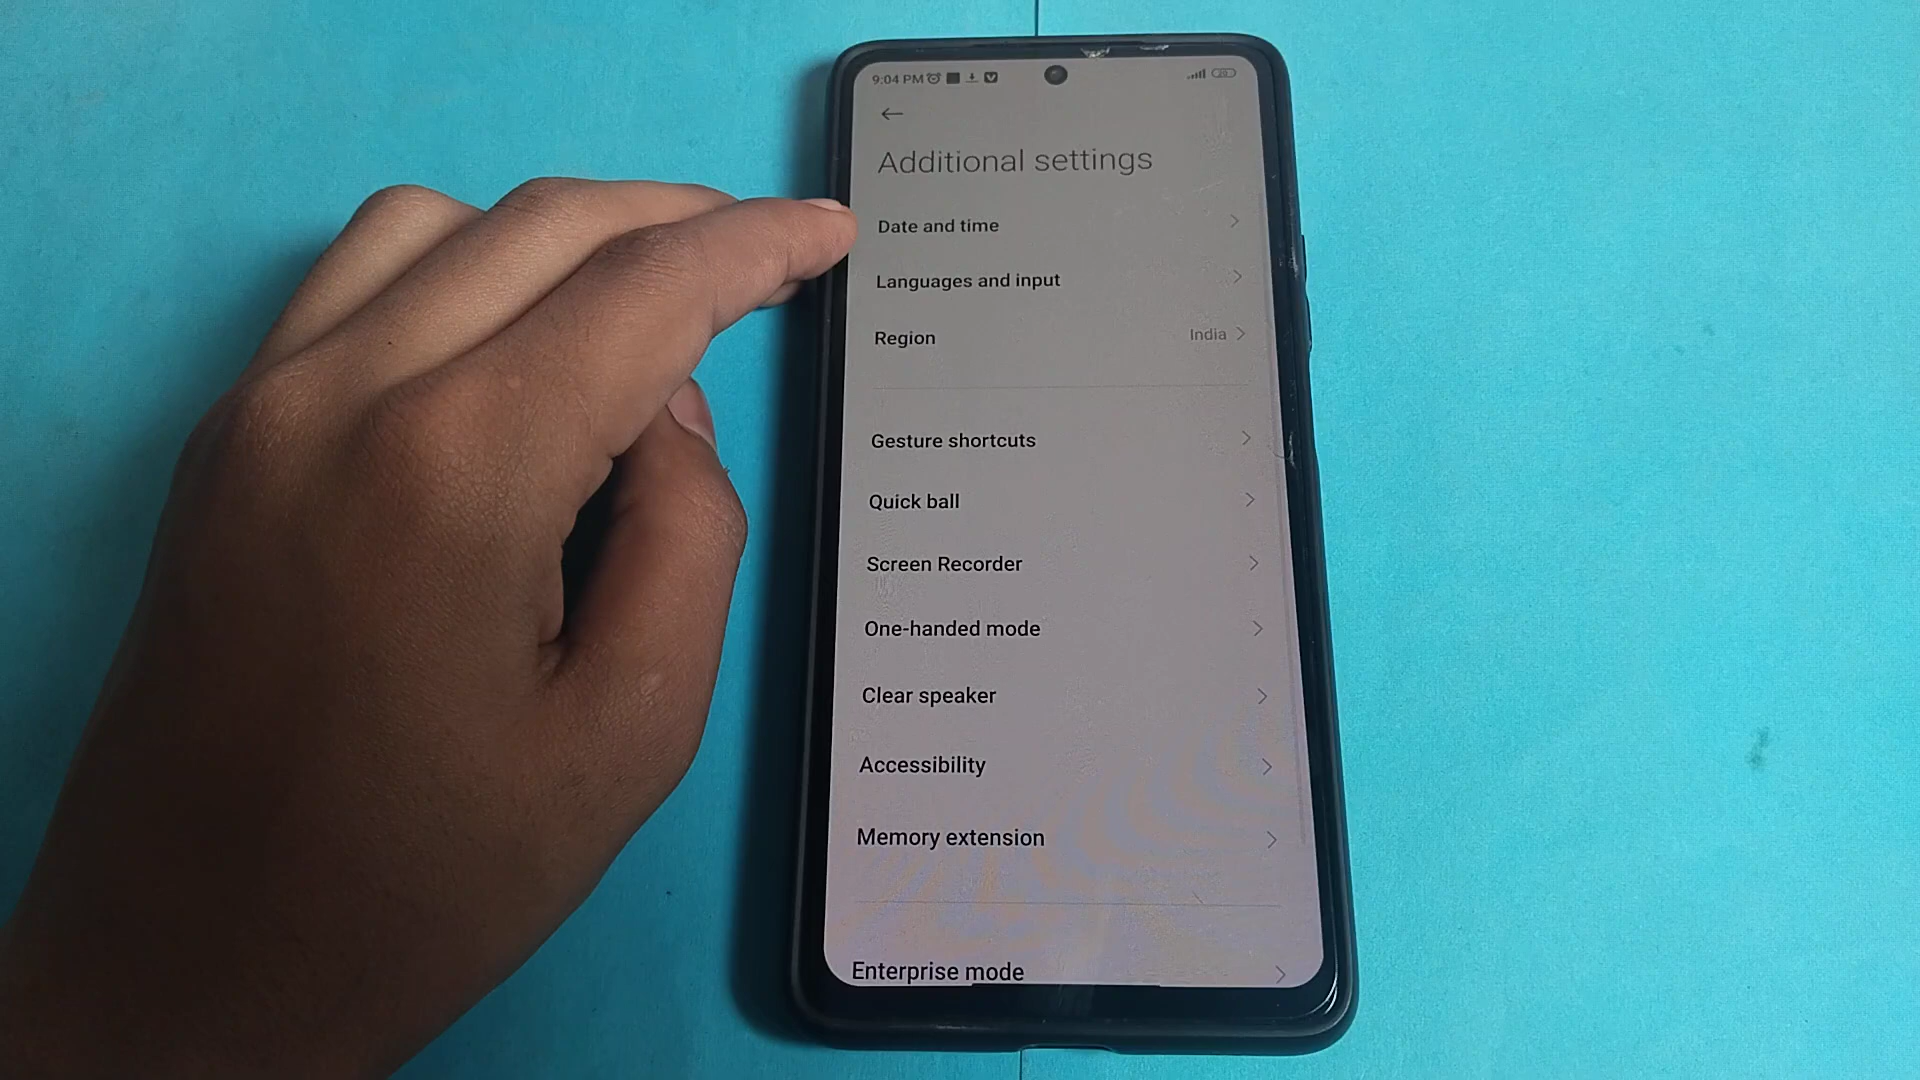 9:04 PM
20
Additional settings
Date and time
Languages and input
Region India
Gesture shortcuts
Quick ball
Screen Recorder
One-handed mode
Clear speaker
Accessibility
Memory extension
Enterprise mode